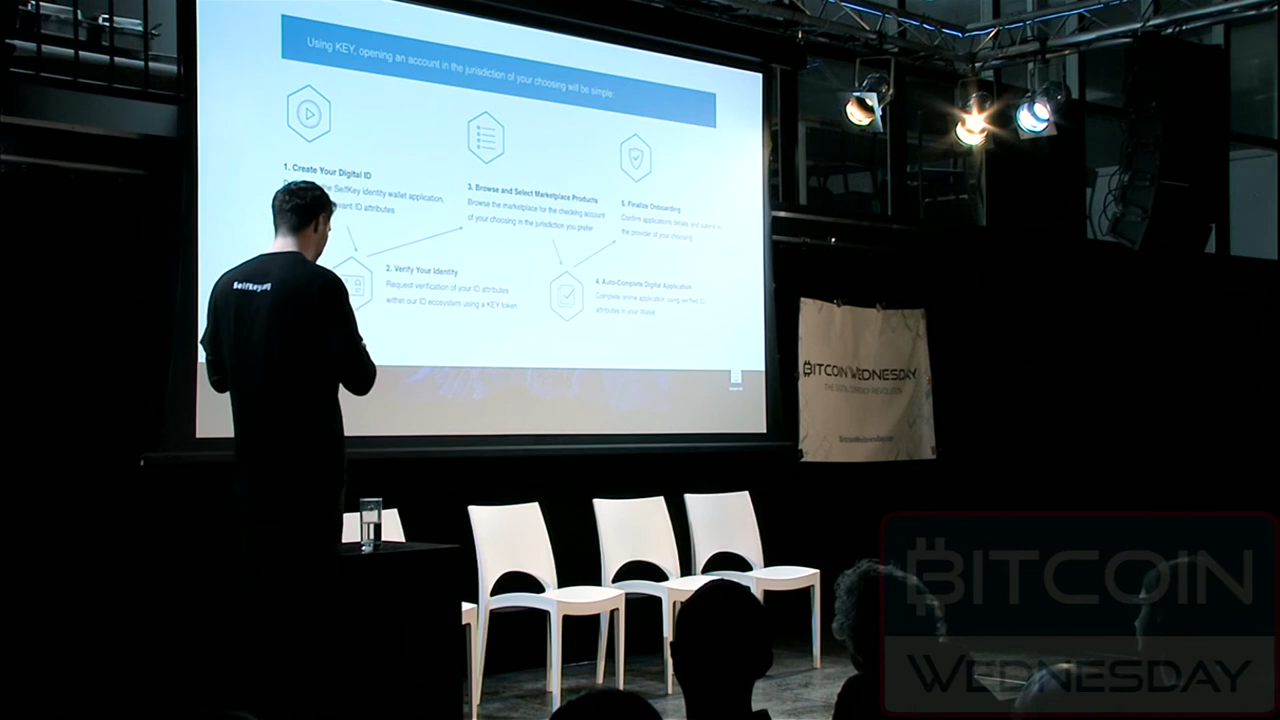 Using KEY, opening an account in the jurisdiction of your choosing will be simple:
1. Create Your Digital ID
the SelfKey identity wallet application,
ID attributes
2. Verify Your Identity
Request verification of your ID attributes
within our ID ecosystem using a KEY token
3. Browse and Select Marketplace Products
Browse the marketplace for the checking account
of your choosing in the jurisdiction you prefer
4. Auto-Complete Digital Application
Complete online application using verified ID
attributes in your Wallet
5. Finalize Onboarding
Confirm applications details and submit to
the provider of your choosing
SelfKey.org
BITCOIN WEDNESDAY
THE DIGITAL CURRENCY REVOLUTION
BitcoinWednesday.com
BITCOIN
WEDNESDAY